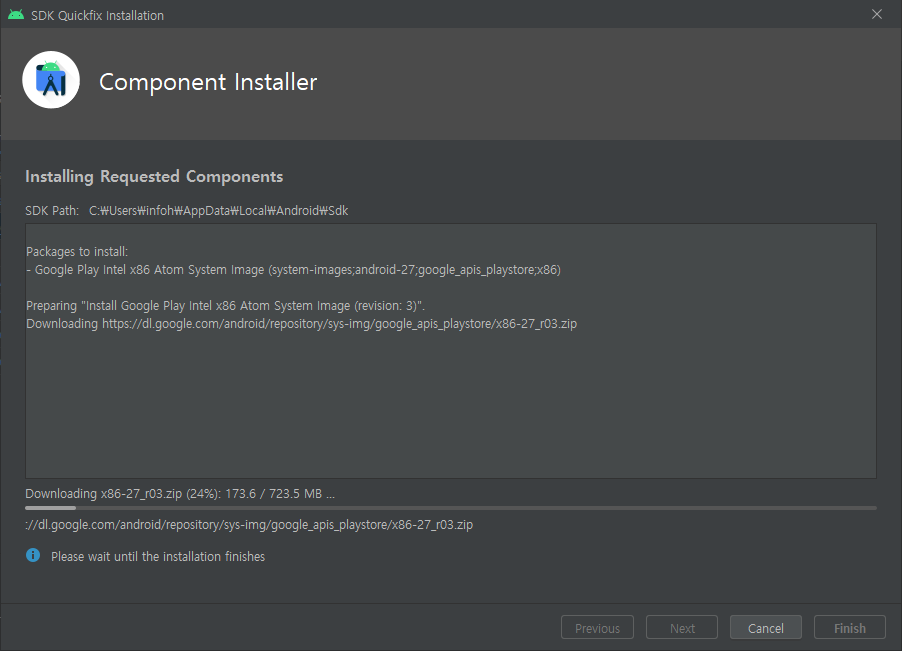 SDK Quickfix Installation
Component Installer
Installing Requested Components
SDK Path: C:₩Users₩infoh₩AppData₩Local₩Android₩Sdk
Packages to install:
- Google Play Intel x86 Atom System Image (system-images;android-27;google_apis_playstore;x86)
Preparing "Install Google Play Intel x86 Atom System Image (revision: 3)".
Downloading https://dl.google.com/android/repository/sys-img/google_apis_playstore/x86-27_r03.zip
Downloading x86-27_r03.zip (24%): 173.6 / 723.5 MB ...
://dl.google.com/android/repository/sys-img/google_apis_playstore/x86-27_r03.zip
Please wait until the installation finishes
Previous Next Cancel Finish